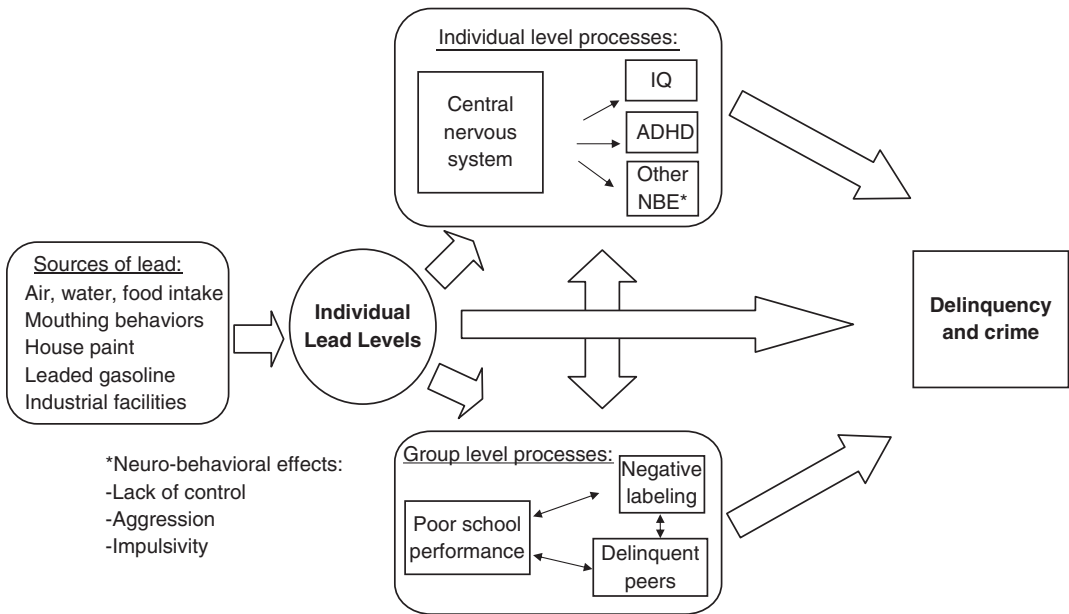 Individual level processes:
Central
nervous
system
IQ
ADHD
Other
NBE*
Sources of lead:
Air, water, food intake
Mouthing behaviors
House paint
Leaded gasoline
Industrial facilities
Individual
Lead Levels
Delinquency
and crime
*Neuro-behavioral effects:
-Lack of control
-Aggression
-Impulsivity
Group level processes:
Poor school
performance
Negative
labeling
Delinquent
peers